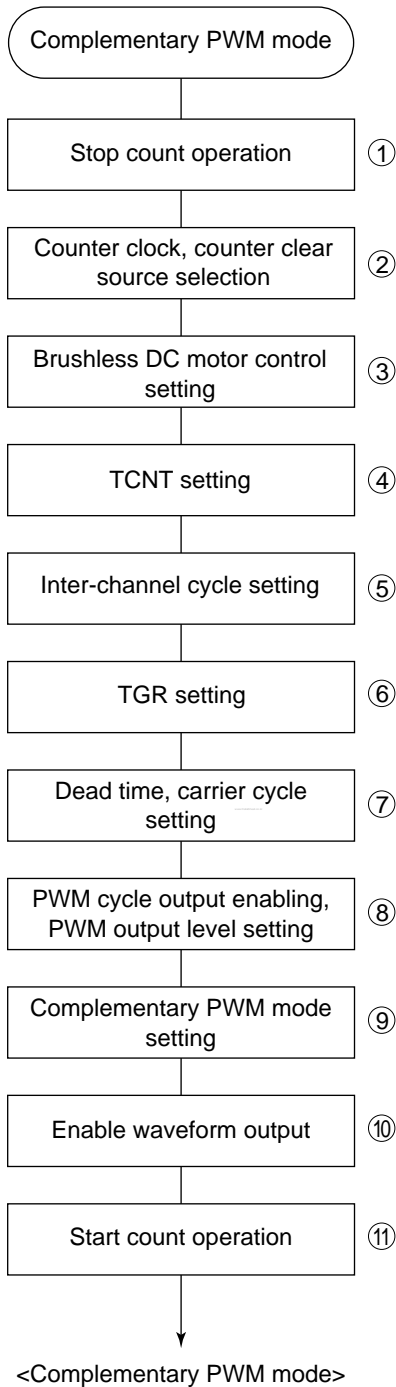 Complementary PWM mode
Stop count operation ①
Counter clock, counter clear
source selection ②
Brushless DC motor control
setting ③
TCNT setting ④
Inter-channel cycle setting ⑤
TGR setting ⑥
Dead time, carrier cycle
setting ⑦
PWM cycle output enabling,
PWM output level setting ⑧
Complementary PWM mode
setting ⑨
Enable waveform output ⑩
Start count operation ⑪
<Complementary PWM mode>